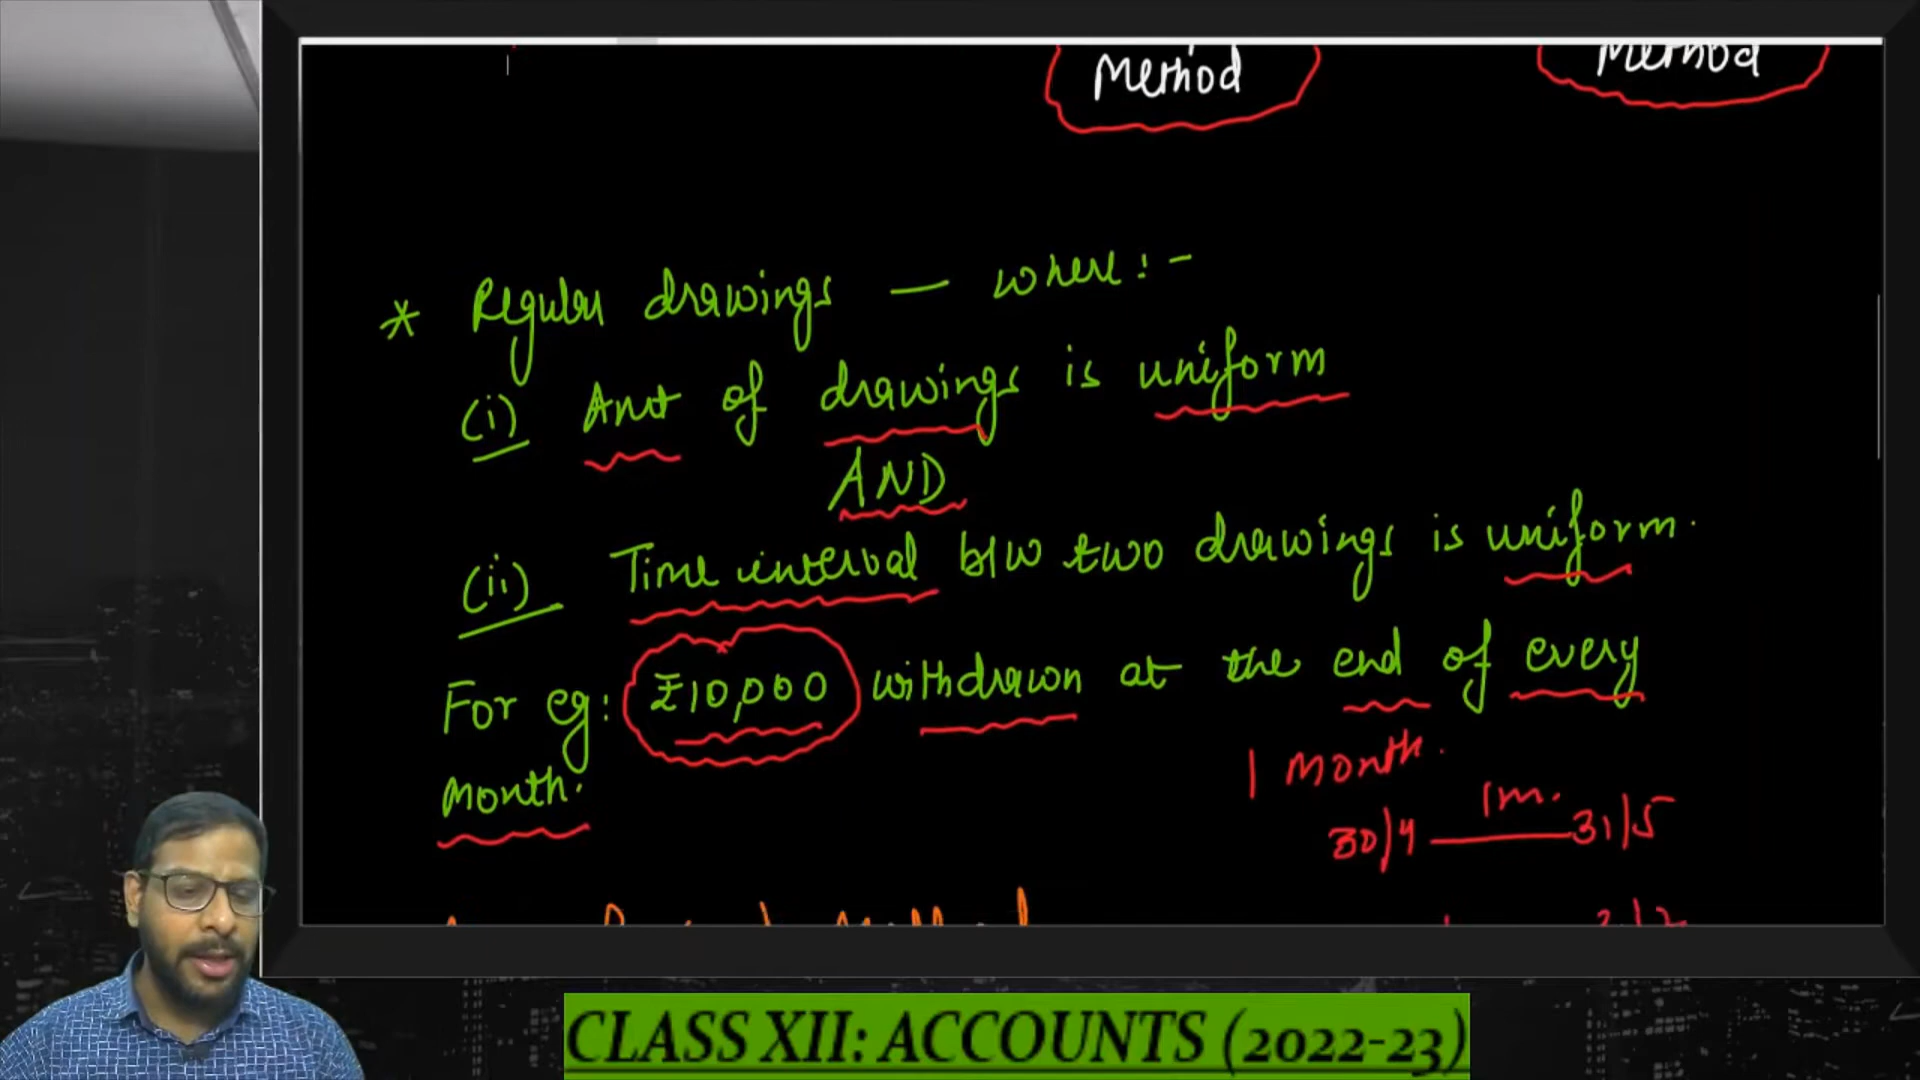 Method Method
* Regular drawings — where:-
(i) Amt of drawings is uniform
AND
(ii) Time interval b/w two drawings is uniform.
For eg: ₹10,000 withdrawn at the end of every
Month.
1 Month.
1m.
30/4 — 31/5
CLASS XII: ACCOUNTS (2022-23)